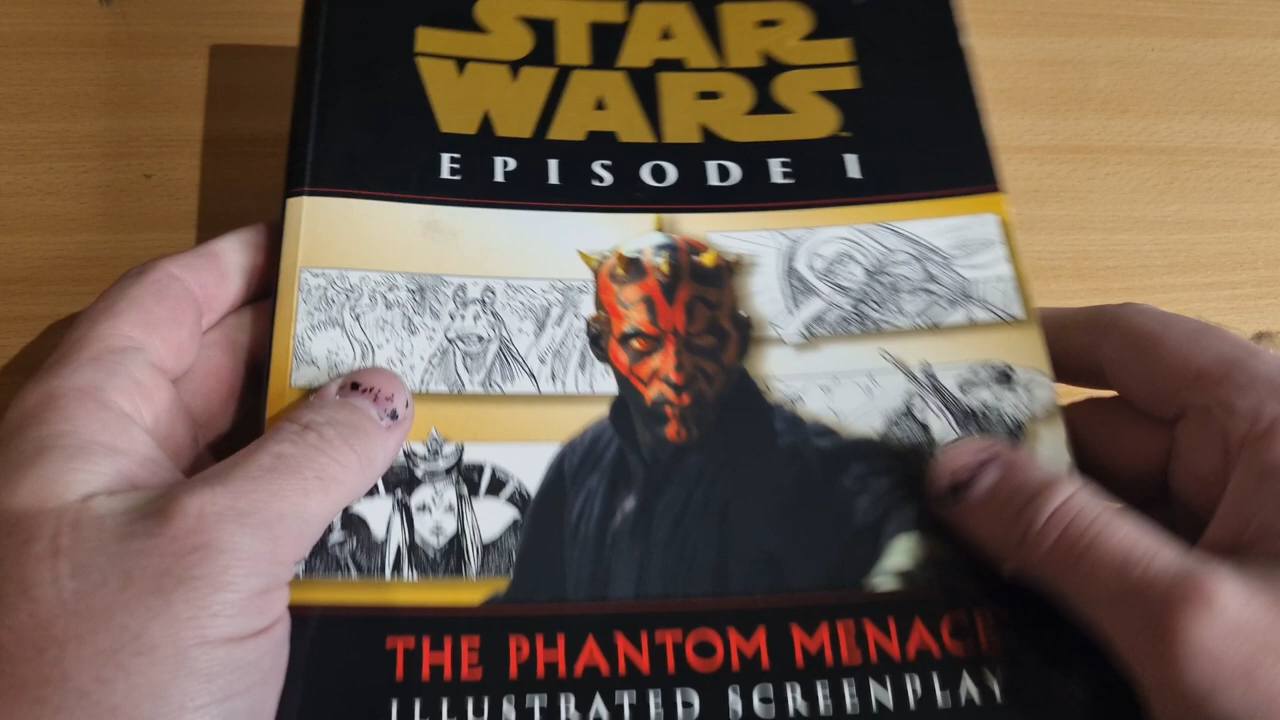 STAR
WARS
EPISODE I
THE PHANTOM MENACE
ILLUSTRATED SCREENPLAY